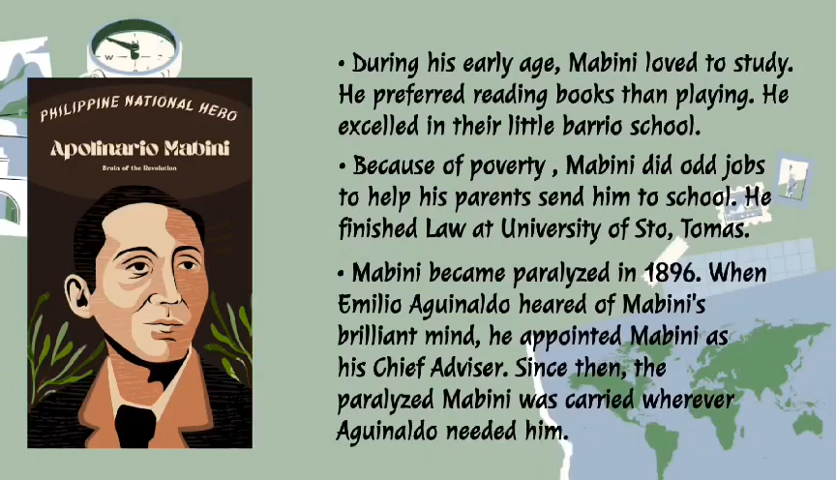 PHILIPPINE NATIONAL HERO
Apolinario Mabini
Brain of the Revolution
• During his early age, Mabini loved to study.
He preferred reading books than playing. He
excelled in their little barrio school.
• Because of poverty , Mabini did odd jobs
to help his parents send him to school. He
finished Law at University of Sto, Tomas.
• Mabini became paralyzed in 1896. When
Emilio Aguinaldo heared of Mabini's
brilliant mind, he appointed Mabini as
his Chief Adviser. Since then, the
paralyzed Mabini was carried wherever
Aguinaldo needed him.